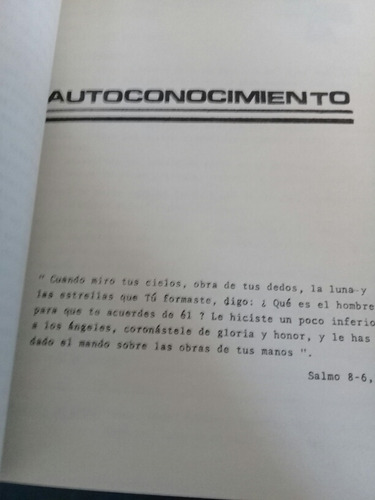 AUTOCONOCIMIENTO
" Cuando miro tus cielos, obra de tus dedos, la luna y
las estrellas que TÚ formaste, digo: ¿ Qué es el hombre
para que te acuerdes de él ? Le hiciste un poco inferio
a los Ángeles, coronástele de gloria y honor, y le has
dado el mando sobre las obras de tus manos ".
Salmo 8-6,